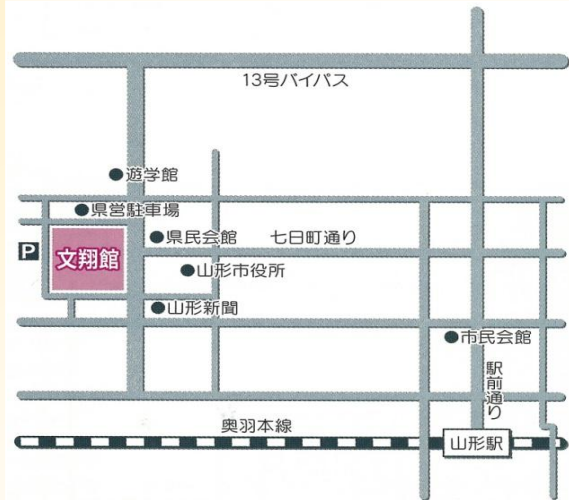 13号バイパス
遊学館
県営駐車場
P
文翔館
県民会館
七日町通り
山形市役所
山形新聞
市民会館
駅前通り
奥羽本線
山形駅